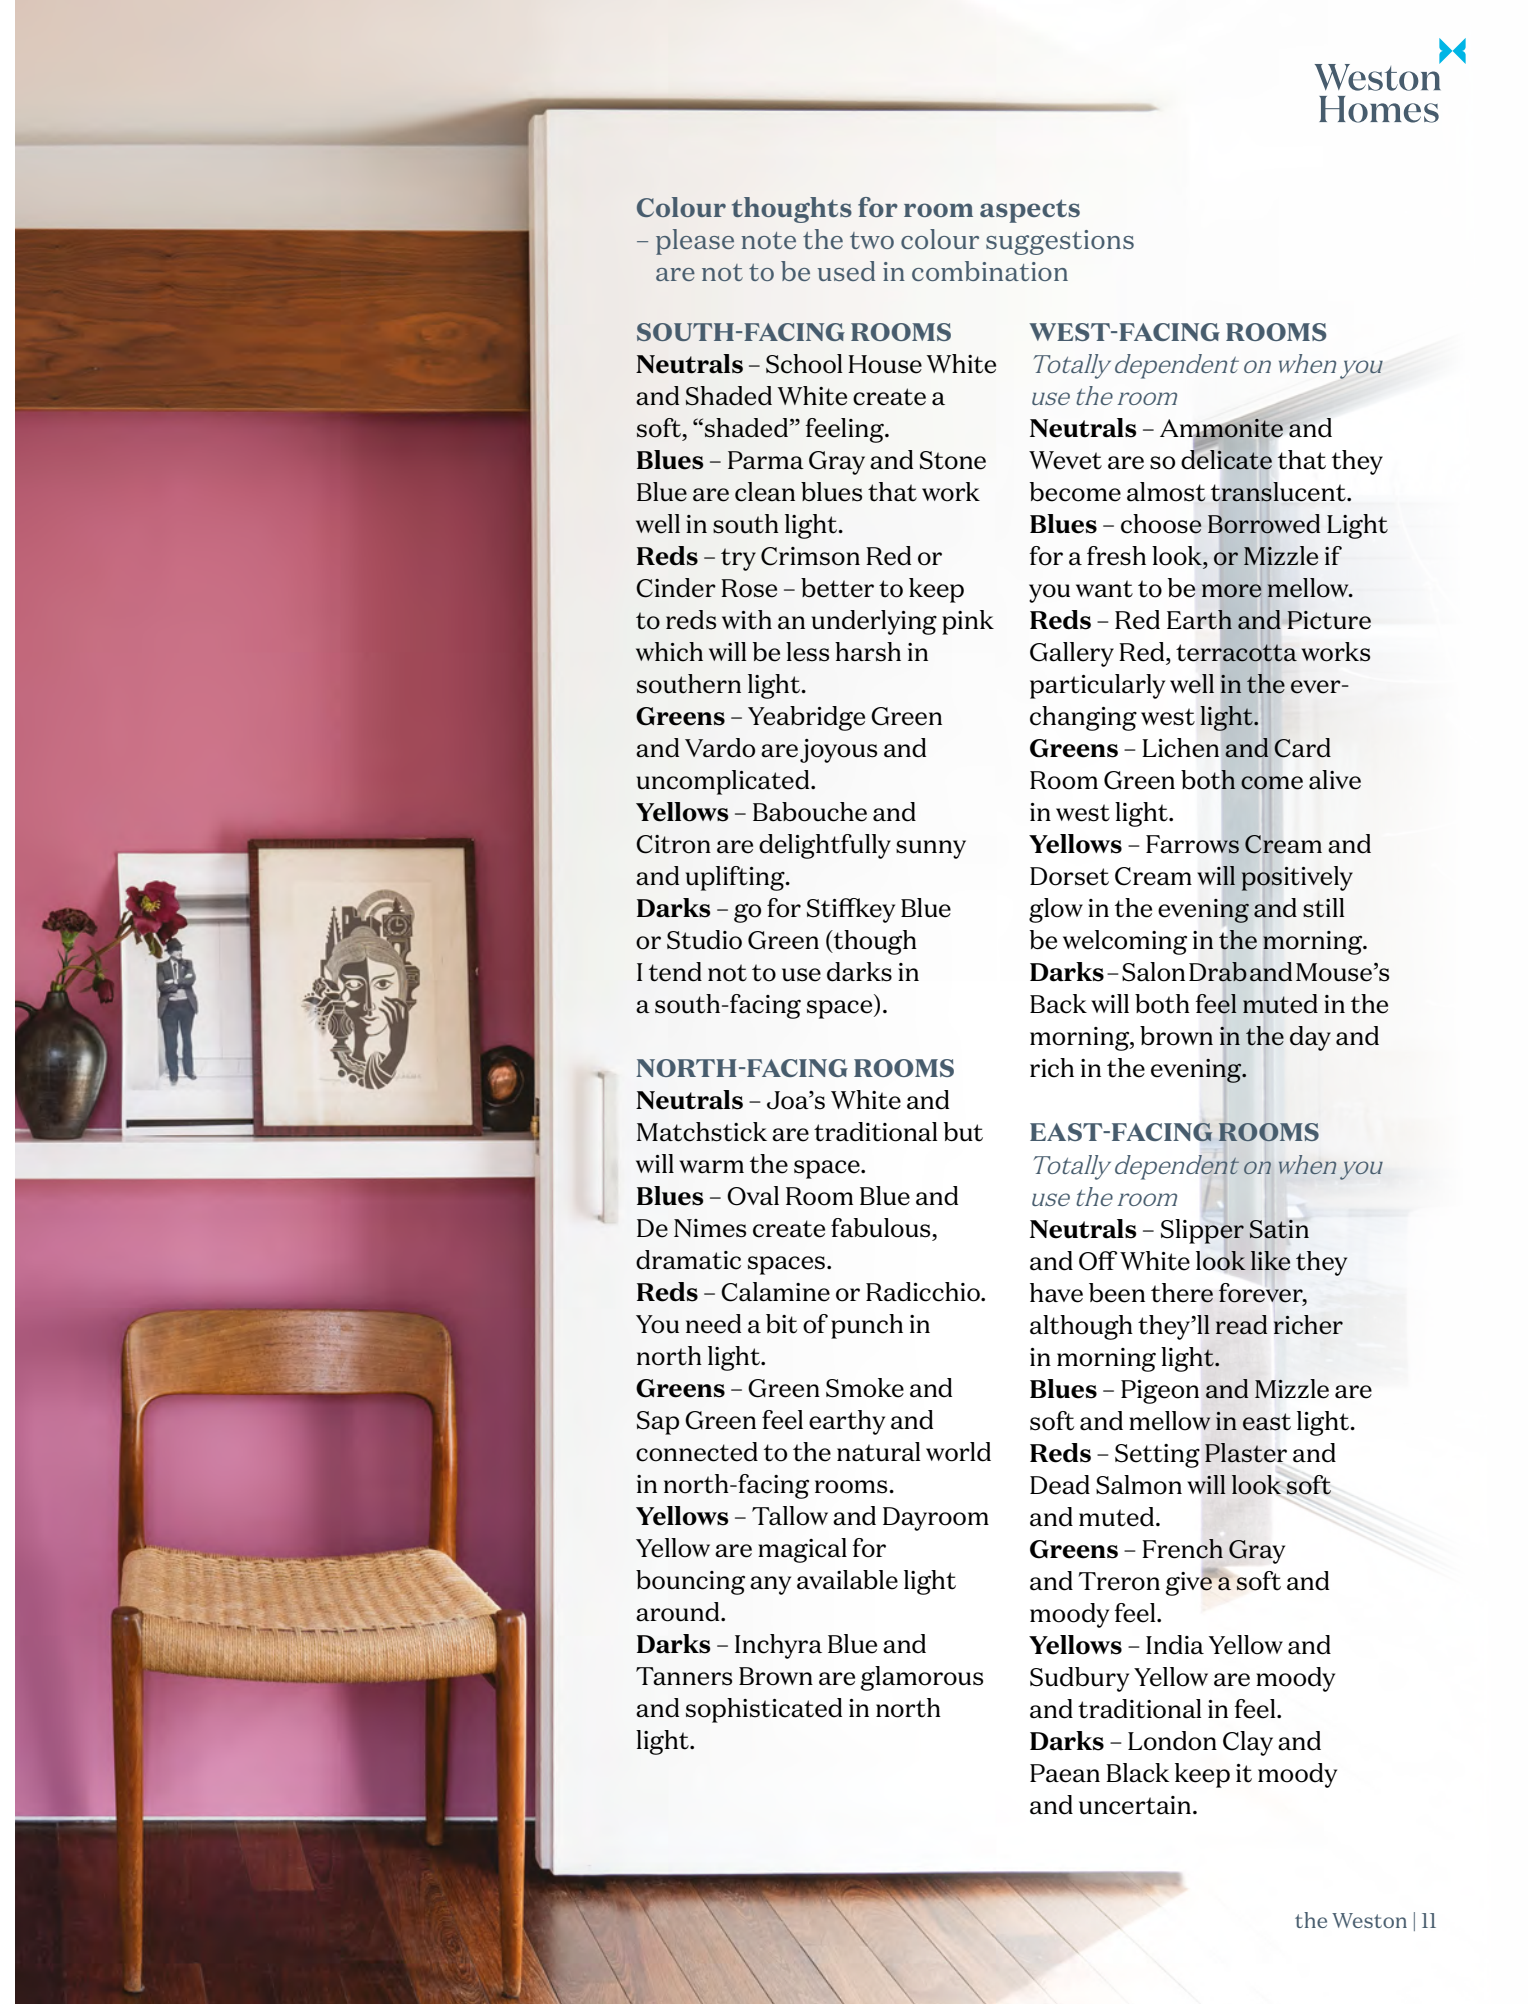 Weston
Homes
Colour thoughts for room aspects
– please note the two colour suggestions
are not to be used in combination
SOUTH-FACING ROOMS
Neutrals – School House White
and Shaded White create a
soft, “shaded” feeling.
Blues – Parma Gray and Stone
Blue are clean blues that work
well in south light.
Reds – try Crimson Red or
Cinder Rose – better to keep
to reds with an underlying pink
which will be less harsh in
southern light.
Greens – Yeabridge Green
and Vardo are joyous and
uncomplicated.
Yellows – Babouche and
Citron are delightfully sunny
and uplifting.
Darks – go for Stiffkey Blue
or Studio Green (though
I tend not to use darks in
a south-facing space).
NORTH-FACING ROOMS
Neutrals – Joa’s White and
Matchstick are traditional but
will warm the space.
Blues – Oval Room Blue and
De Nimes create fabulous,
dramatic spaces.
Reds – Calamine or Radicchio.
You need a bit of punch in
north light.
Greens – Green Smoke and
Sap Green feel earthy and
connected to the natural world
in north-facing rooms.
Yellows – Tallow and Dayroom
Yellow are magical for
bouncing any available light
around.
Darks – Inchyra Blue and
Tanners Brown are glamorous
and sophisticated in north
light.
WEST-FACING ROOMS
Totally dependent on when you
use the room
Neutrals – Ammonite and
Wevet are so delicate that they
become almost translucent.
Blues – choose Borrowed Light
for a fresh look, or Mizzle if
you want to be more mellow.
Reds – Red Earth and Picture
Gallery Red, terracotta works
particularly well in the ever-
changing west light.
Greens – Lichen and Card
Room Green both come alive
in west light.
Yellows – Farrows Cream and
Dorset Cream will positively
glow in the evening and still
be welcoming in the morning.
Darks – Salon Drab and Mouse’s
Back will both feel muted in the
morning, brown in the day and
rich in the evening.
EAST-FACING ROOMS
Totally dependent on when you
use the room
Neutrals – Slipper Satin
and Off White look like they
have been there forever,
although they’ll read richer
in morning light.
Blues – Pigeon and Mizzle are
soft and mellow in east light.
Reds – Setting Plaster and
Dead Salmon will look soft
and muted.
Greens – French Gray
and Treron give a soft and
moody feel.
Yellows – India Yellow and
Sudbury Yellow are moody
and traditional in feel.
Darks – London Clay and
Paean Black keep it moody
and uncertain.
the Weston | 11